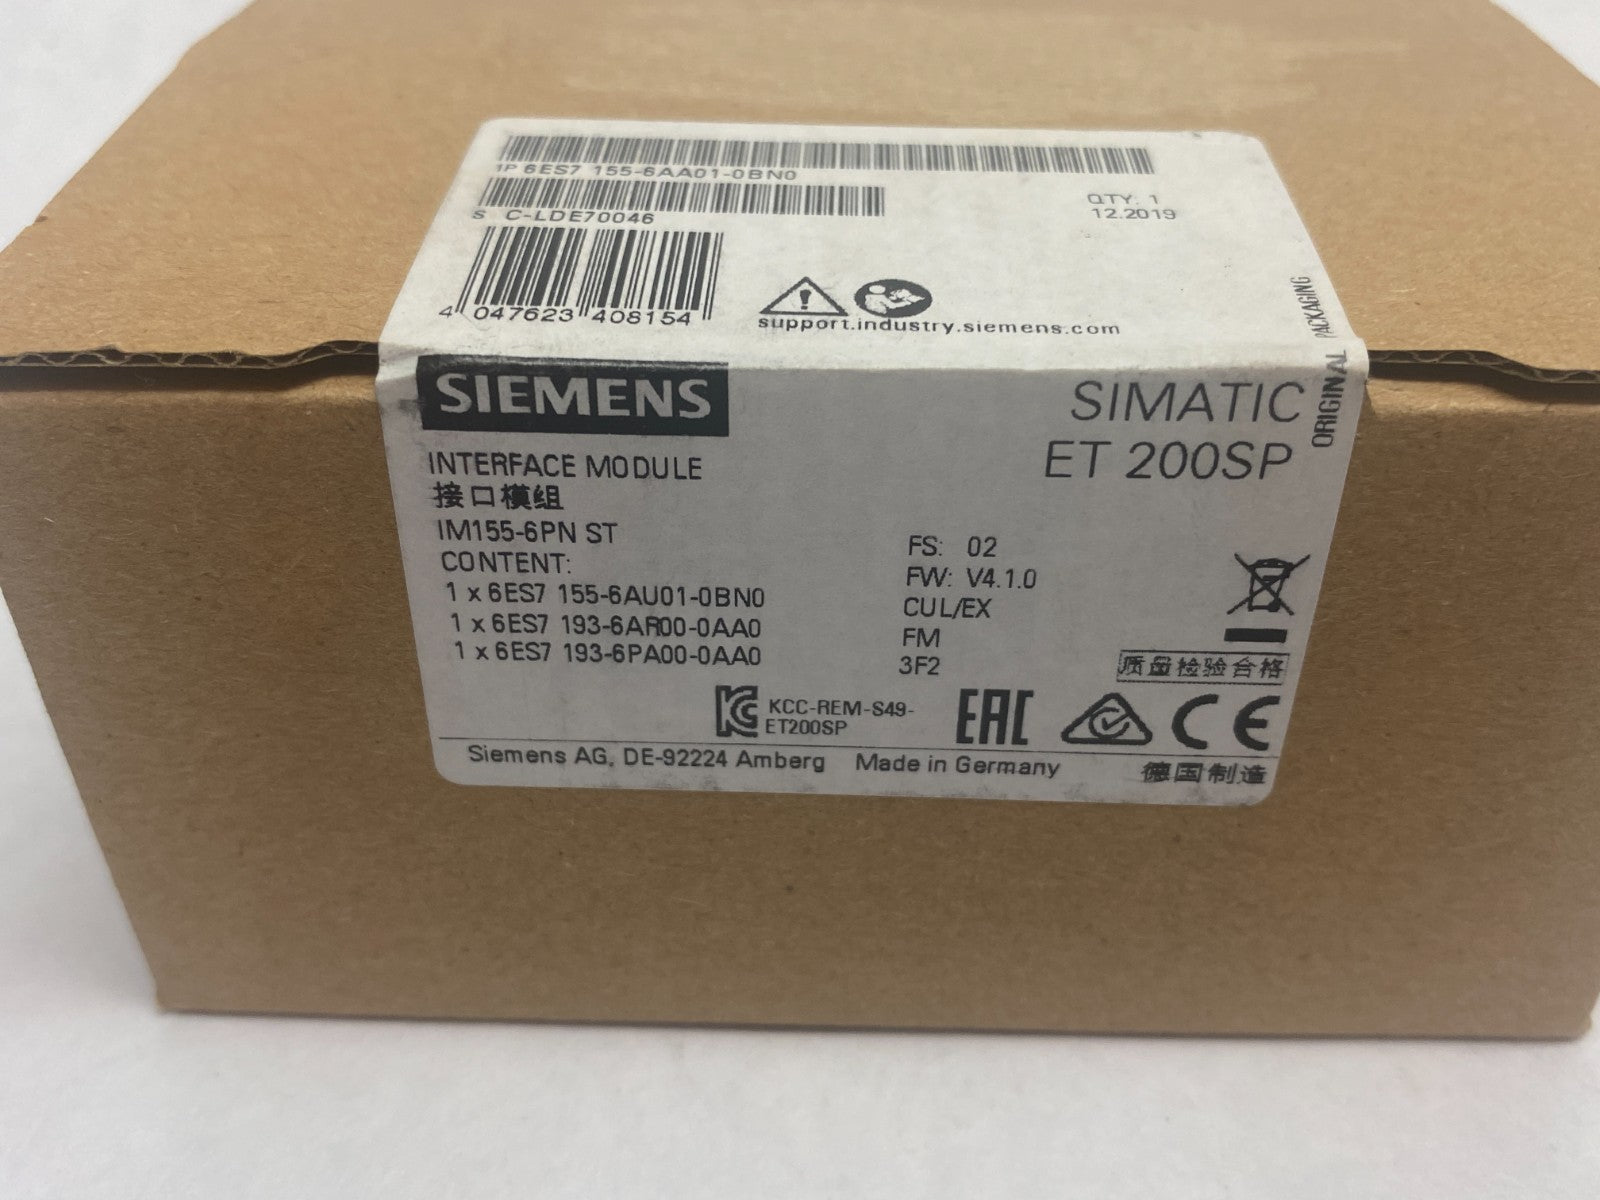 1P 6ES7 155-6AA01-0BN0
S C-LDE70046
QTY: 1
12.2019
4 047623 408154
support.industry.siemens.com
ORIGINAL PACKAGING
SIEMENS
SIMATIC
ET 200SP
INTERFACE MODULE
接口模组
IM155-6PN ST
CONTENT:
1 x 6ES7 155-6AU01-0BN0
1 x 6ES7 193-6AR00-0AA0
1 x 6ES7 193-6PA00-0AA0
FS: 02
FW: V4.1.0
CUL/EX
FM
3F2
质量检验合格
KCC-REM-S49-
ET200SP
EAC
CE
Siemens AG, DE-92224 Amberg Made in Germany 德国制造